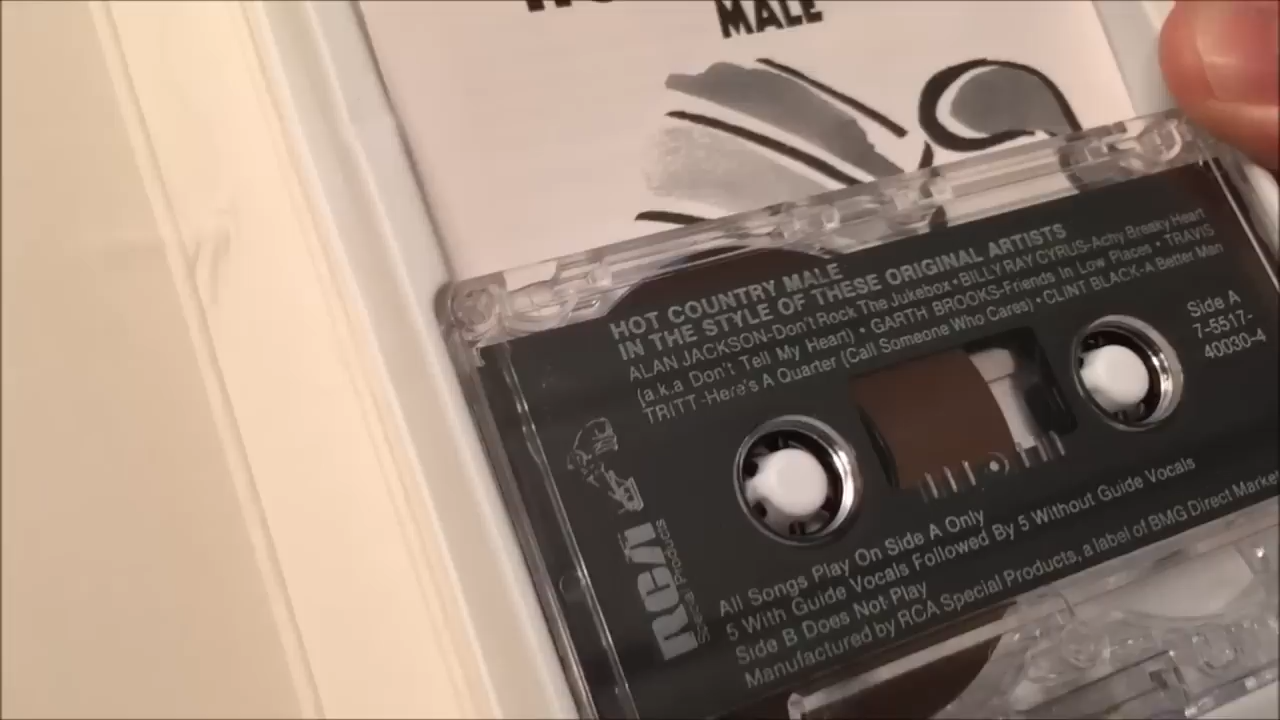 MALE
HOT COUNTRY MALE
IN THE STYLE OF THESE ORIGINAL ARTISTS
ALAN JACKSON-Don't Rock The Jukebox • BILLY RAY CYRUS-Achy Breaky Heart
(a.k.a Don't Tell My Heart) • GARTH BROOKS-Friends In Low Places • TRAVIS
TRITT-Here's A Quarter (Call Someone Who Cares) • CLINT BLACK-A Better Man
Side A
7-5517-
40030-4
RCA
Special Products
All Songs Play On Side A Only
5 With Guide Vocals Followed By 5 Without Guide Vocals
Side B Does Not Play
Manufactured by RCA Special Products, a label of BMG Direct Market